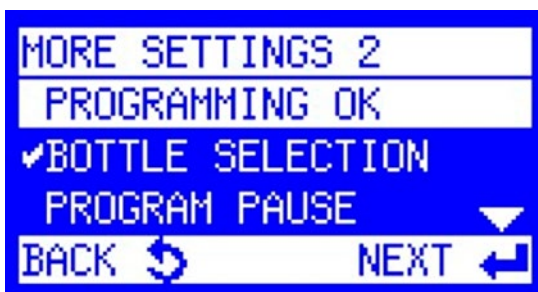 MORE SETTINGS 2
PROGRAMMING OK
BOTTLE SELECTION
PROGRAM PAUSE
BACK NEXT